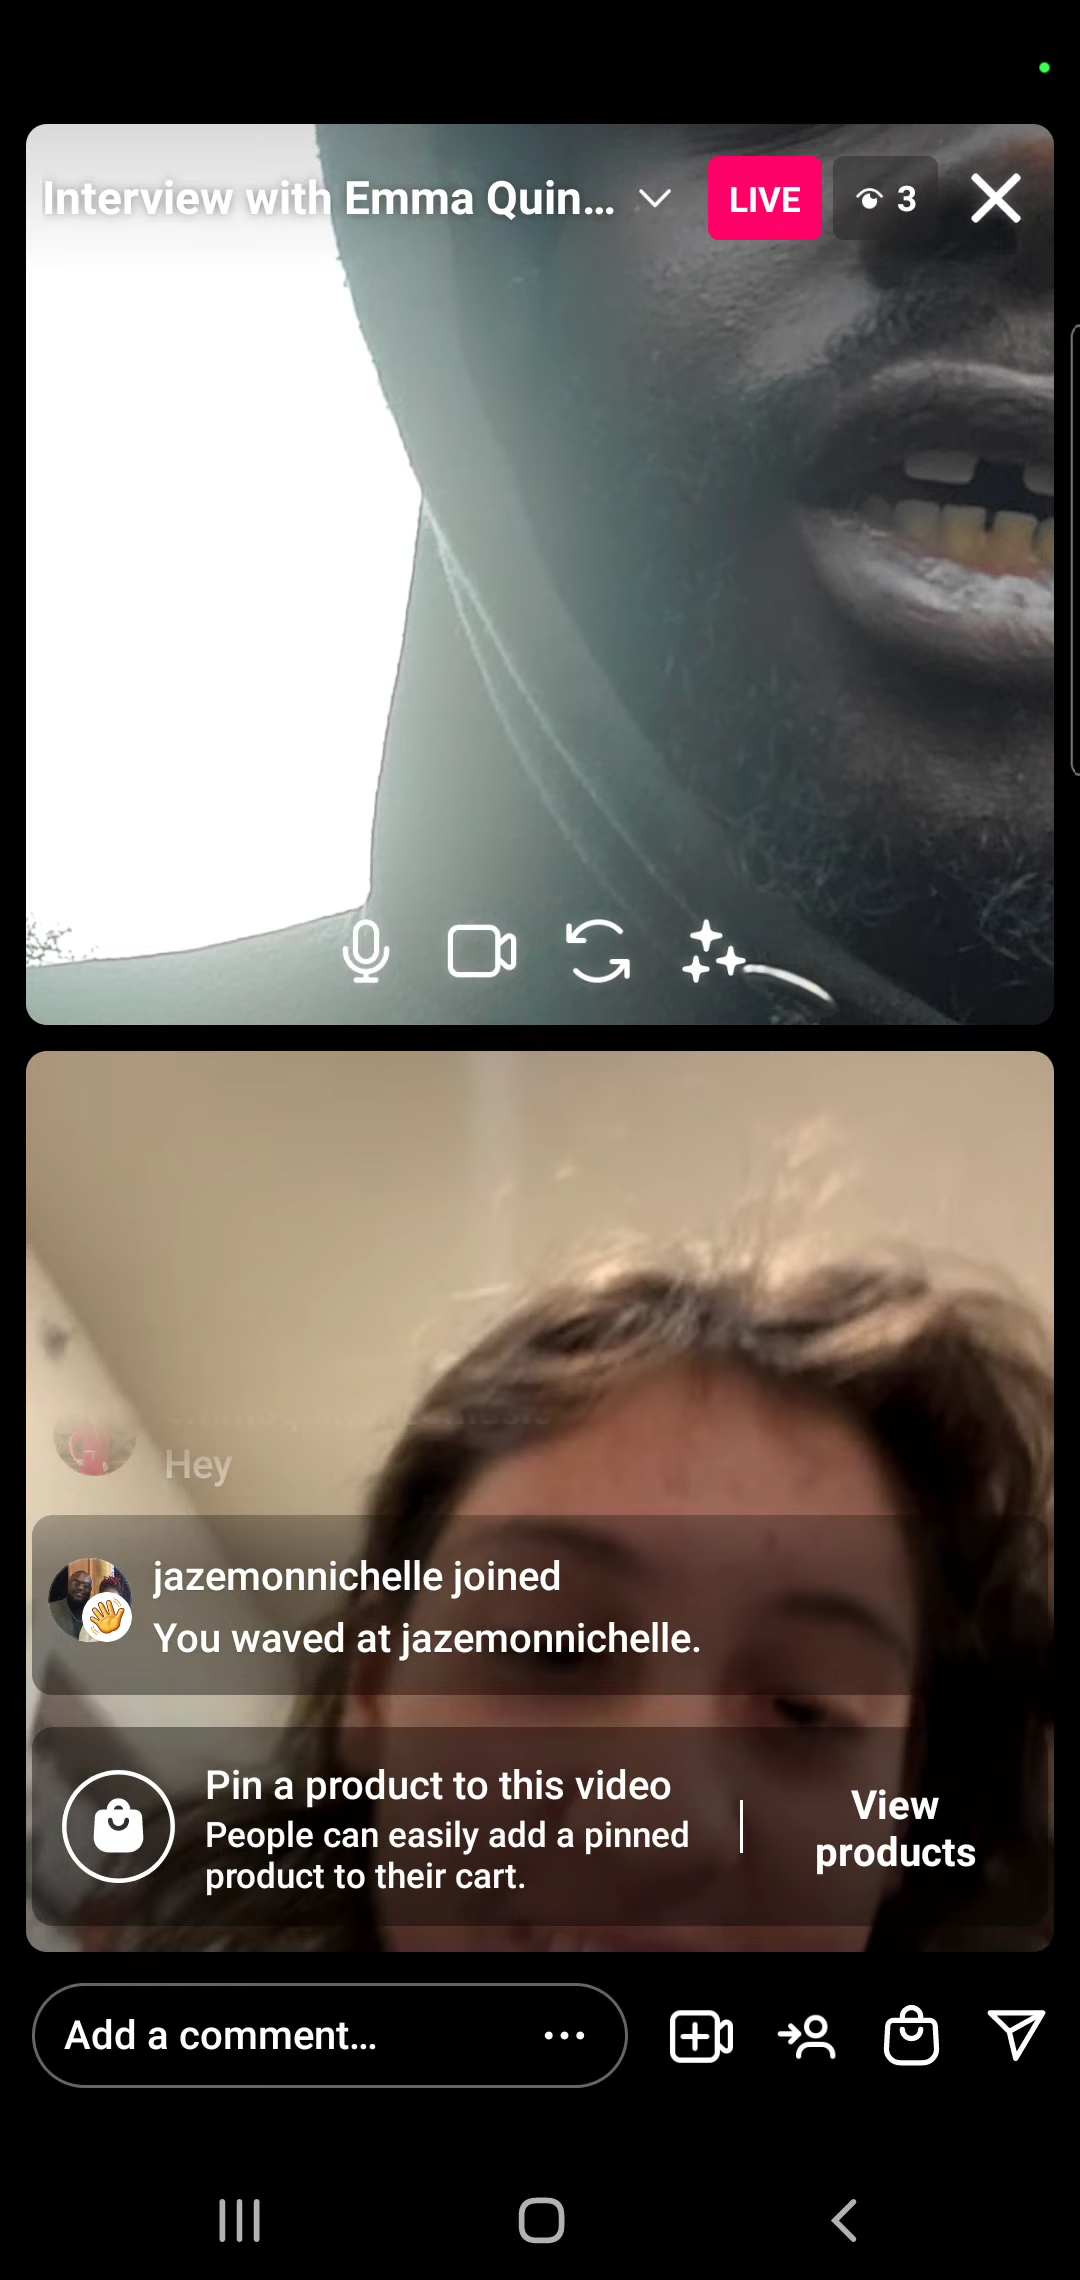 Interview with Emma Quin...
LIVE
3
Hey
jazemonnichelle joined
You waved at jazemonnichelle.
Pin a product to this video
People can easily add a pinned
product to their cart.
View
products
Add a comment...